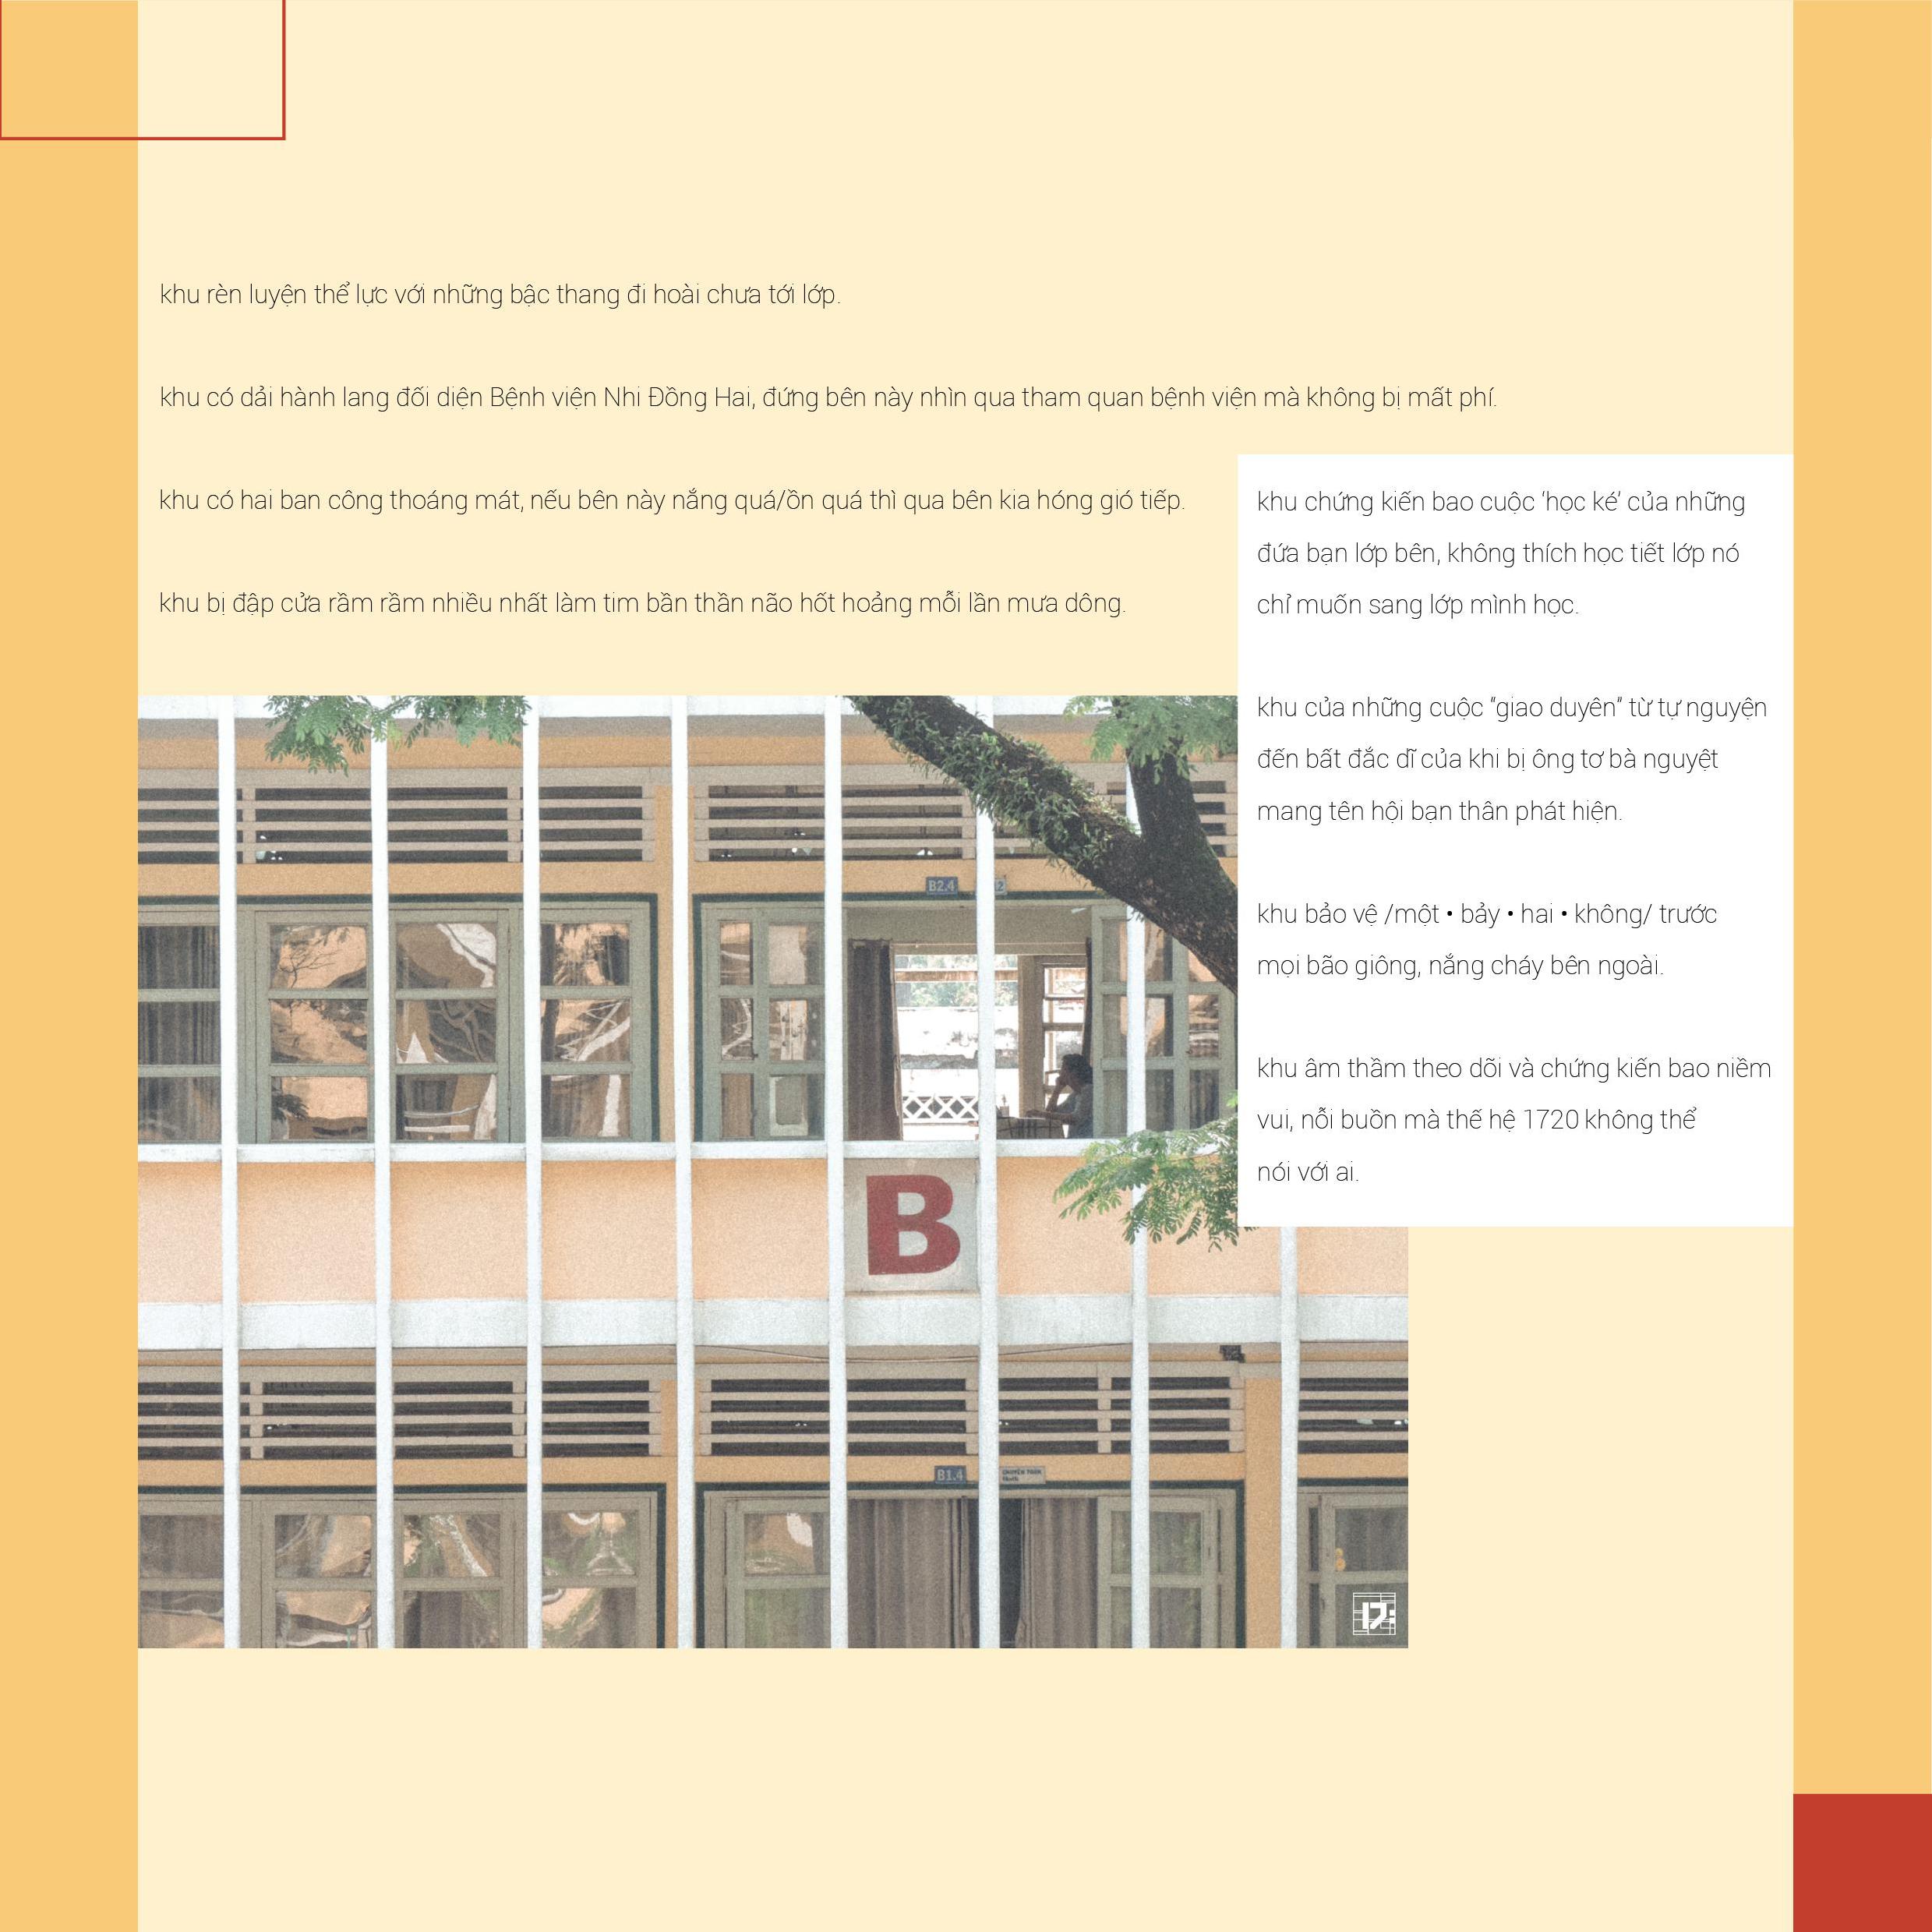 khu rèn luyện thể lực với những bậc thang đi hoài chưa tới lớp.
khu có dải hành lang đối diện Bệnh viện Nhi Đồng Hai, đứng bên này nhìn qua tham quan bệnh viện mà không bị mất phí.
khu có hai ban công thoáng mát, nếu bên này nắng quá/ồn quá thì qua bên kia hóng gió tiếp.
khu bị đập cửa rầm rầm nhiều nhất làm tim bần thần não hốt hoảng mỗi lần mưa dông.
khu chứng kiến bao cuộc ‘học ké’ của những
đứa bạn lớp bên, không thích học tiết lớp nó
chỉ muốn sang lớp mình học.
khu của những cuộc “giao duyên” từ tự nguyện
đến bất đắc dĩ của khi bị ông tơ bà nguyệt
mang tên hội bạn thân phát hiện.
khu bảo vệ /một • bảy • hai • không/ trước
mọi bão giông, nắng cháy bên ngoài.
khu âm thầm theo dõi và chứng kiến bao niềm
vui, nỗi buồn mà thế hệ 1720 không thể
nói với ai.
B2.4
B
B1.4